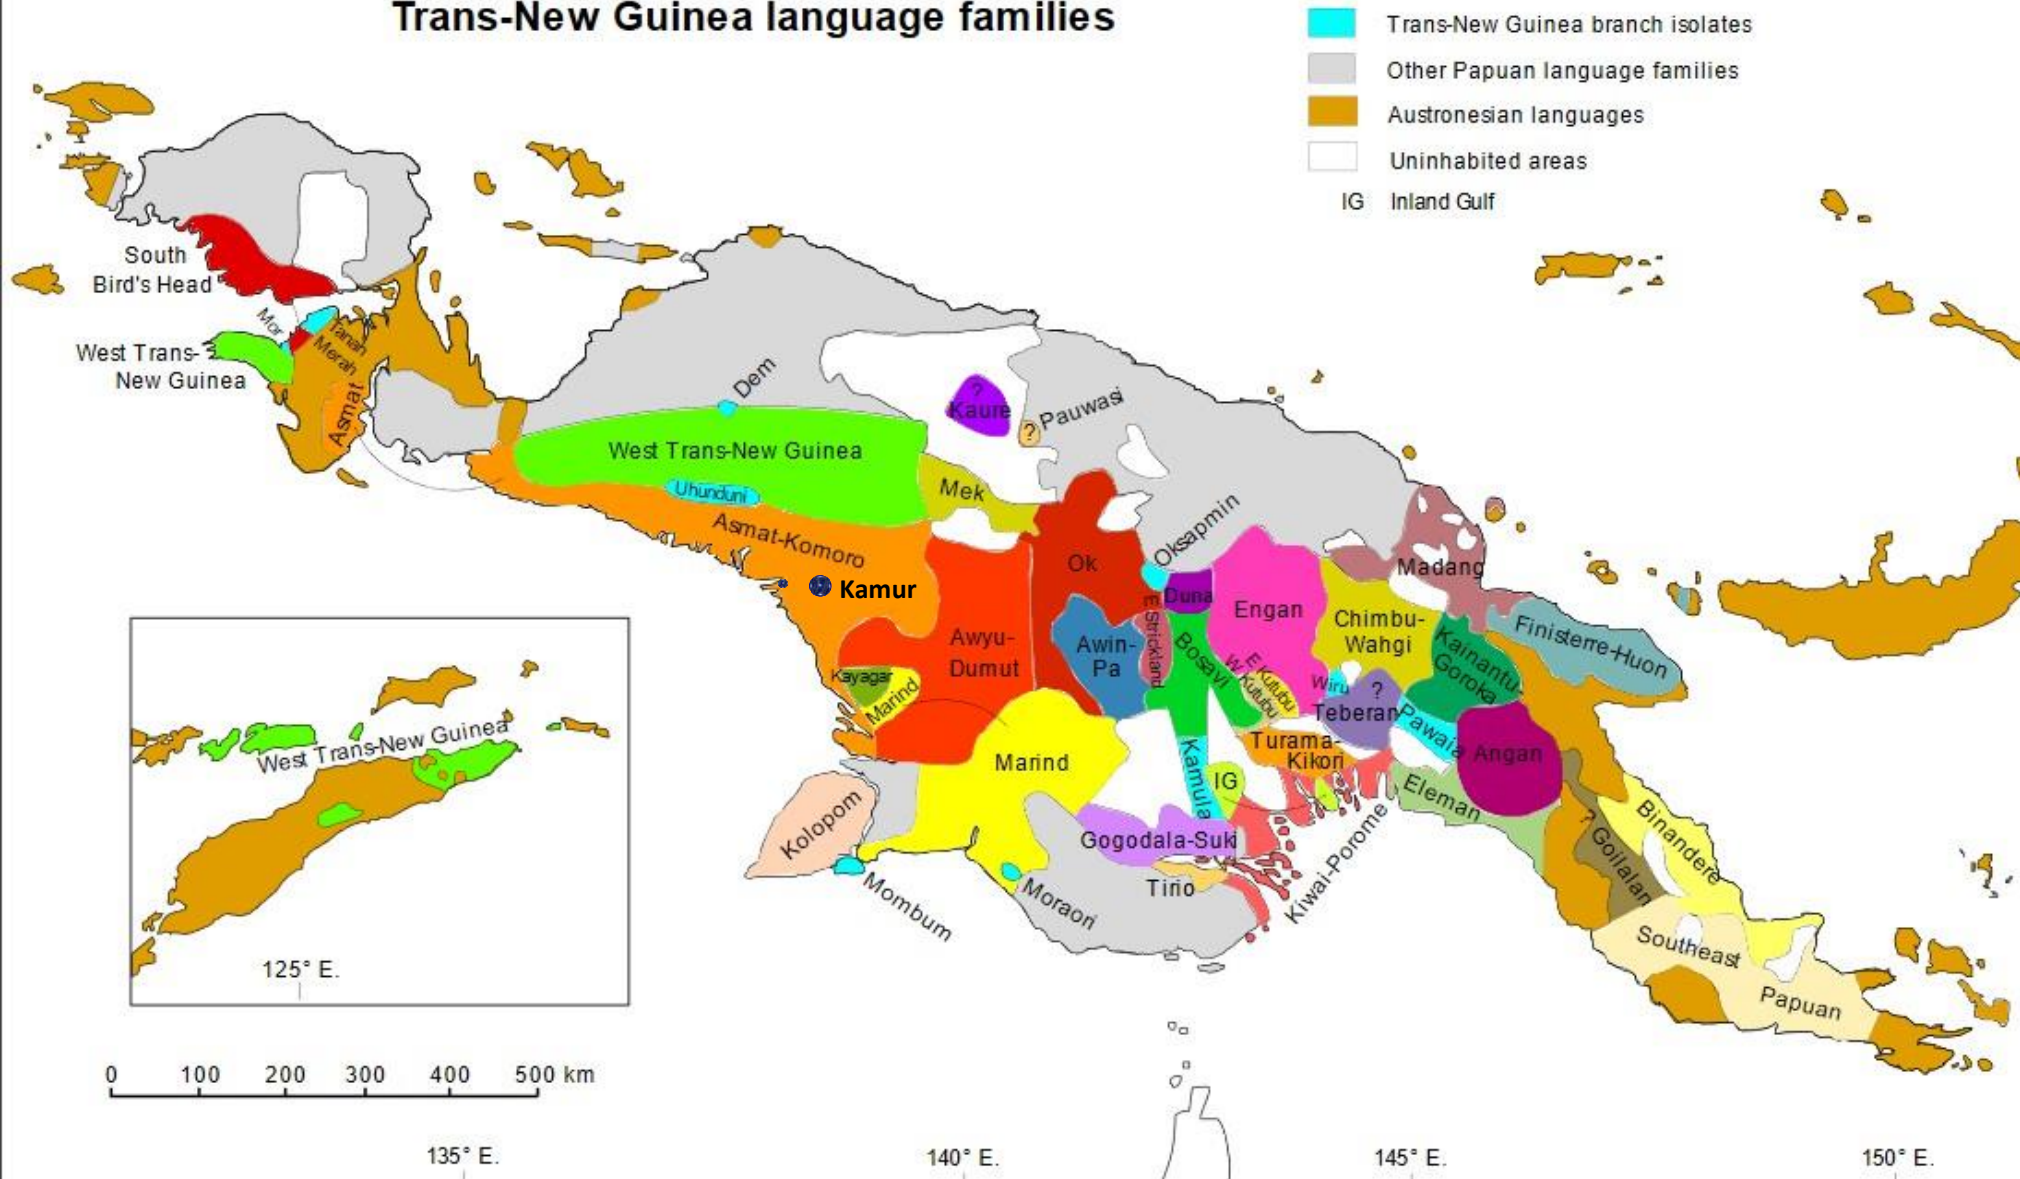 Trans-New Guinea language families
Trans-New Guinea branch isolates
Other Papuan language families
Austronesian languages
Uninhabited areas
IG Inland Gulf
South
Bird's Head
Mor
Tanah
Merah
West Trans-
New Guinea
Asmat
Dem
?
Kaure
?
Pauwasi
West Trans-New Guinea
Uhunduni
Mek
Asmat-Komoro
Kamur
Ok
Oksapmin
Duna
Engan
Madang
Chimbu-
Wahgi
Finisterre-Huon
Kainantu-
Goroka
Awyu-
Dumut
Awin-
Pa
E Strickland
Bosavi
E Kutubu
W Kutubu
Wiru
?
Teberan
Pawaia
Angan
Kayagar
Marind
Marind
Turama-
Kikori
Kamula
IG
Eleman
Kolopom
Gogodala-Suki
Tirio
Kiwai-Porome
Mombum
Moraori
?
Goilalan
Binandere
Southeast
Papuan
West Trans-New Guinea
125° E.
0 100 200 300 400 500 km
135° E.
140° E.
145° E.
150° E.